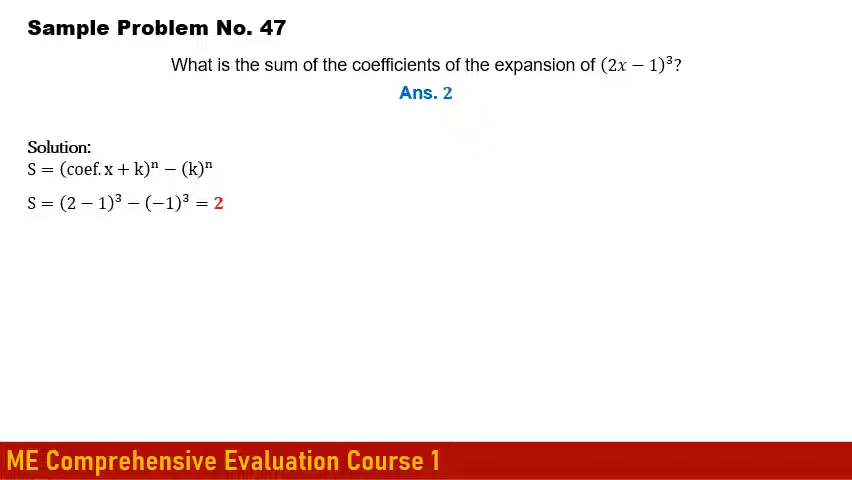 Sample Problem No. 47
What is the sum of the coefficients of the expansion of (2x − 1)³?
Ans. 2
Solution:
S = (coef. x + k)ⁿ − (k)ⁿ
S = (2 − 1)³ − (−1)³ = 2
ME Comprehensive Evaluation Course 1